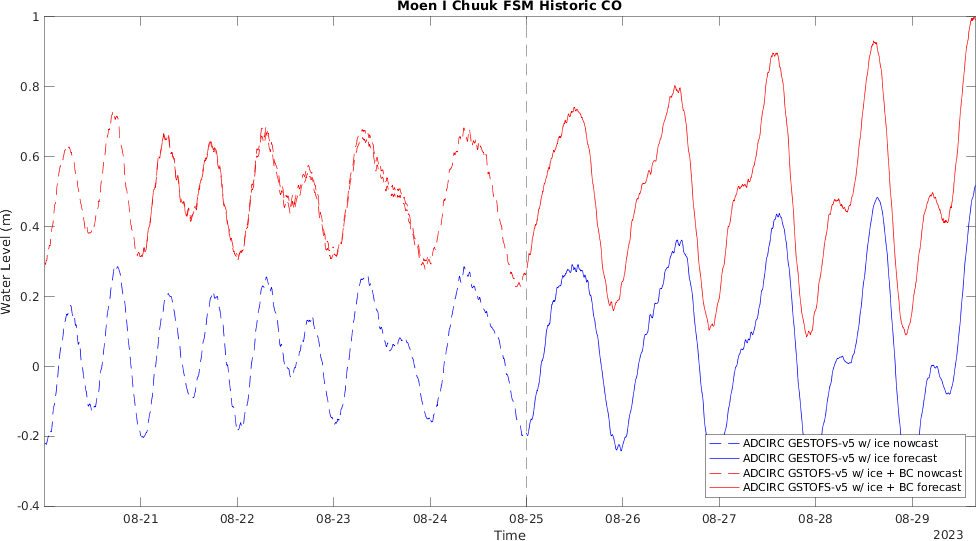 Moen I Chuuk FSM Historic CO
1
0.8
0.6
0.4
0.2
0
-0.2
-0.4
Water Level (m)
08-21 08-22 08-23 08-24 08-25 08-26 08-27 08-28 08-29
Time
2023
ADCIRC GESTOFS-v5 w/ ice nowcast
ADCIRC GESTOFS-v5 w/ ice forecast
ADCIRC GSTOFS-v5 w/ ice + BC nowcast
ADCIRC GSTOFS-v5 w/ ice + BC forecast